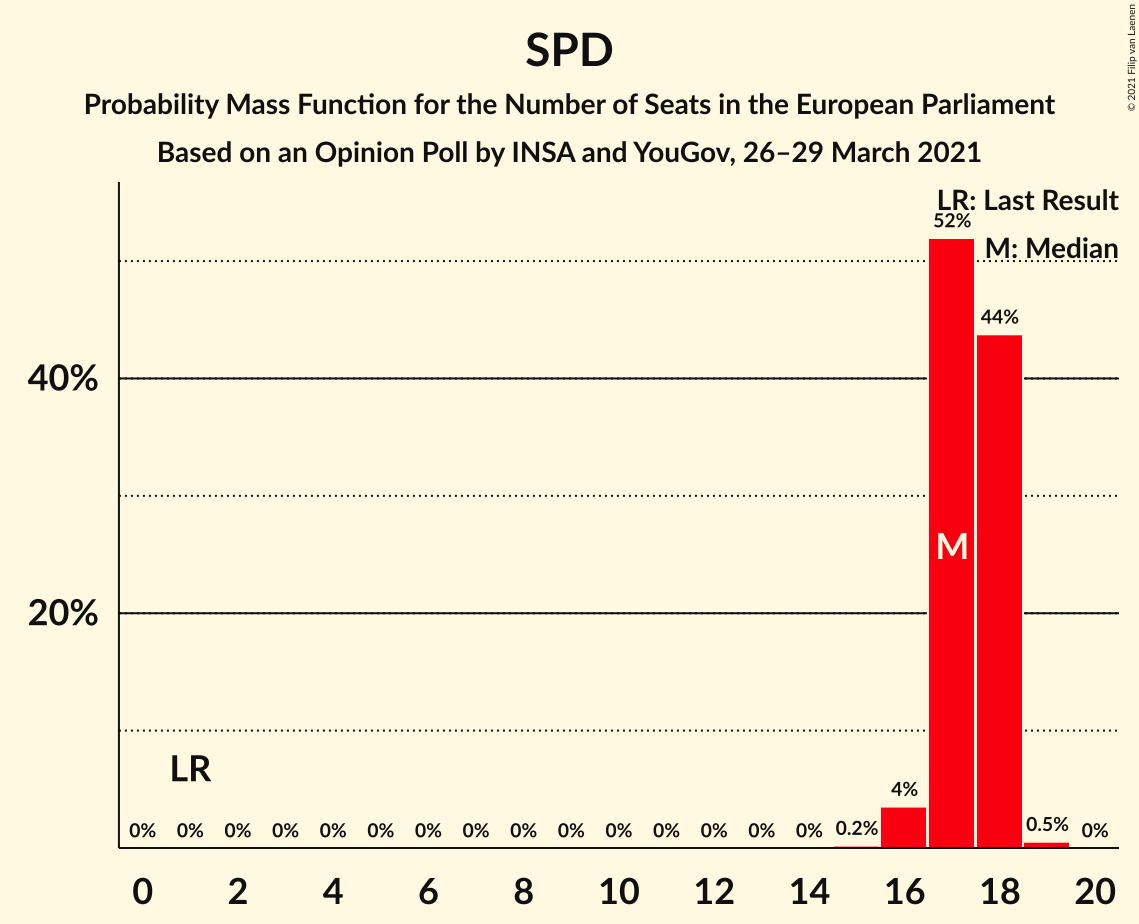 SPD
Probability Mass Function for the Number of Seats in the European Parliament
Based on an Opinion Poll by INSA and YouGov, 26–29 March 2021
© 2021 Filip van Laenen
LR: Last Result
M: Median
52%
44%
40%
M
20%
LR
4%
0% 0% 0% 0% 0% 0% 0% 0% 0% 0% 0% 0% 0% 0% 0% 0.2% 0.5% 0%
0 2 4 6 8 10 12 14 16 18 20